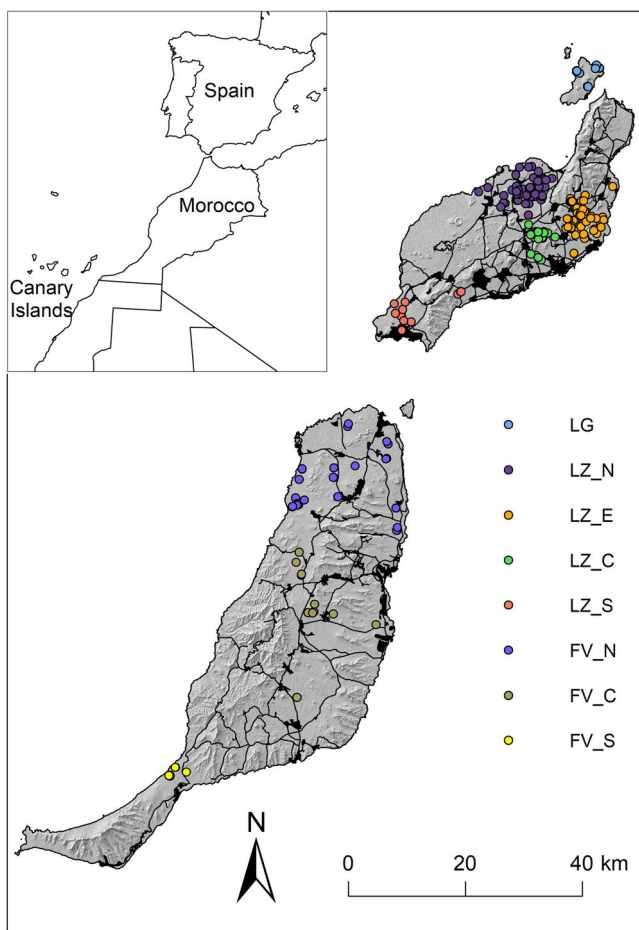 Spain
Morocco
Canary
Islands
LG
LZ_N
LZ_E
LZ_C
LZ_S
FV_N
FV_C
FV_S
N
0 20 40 km